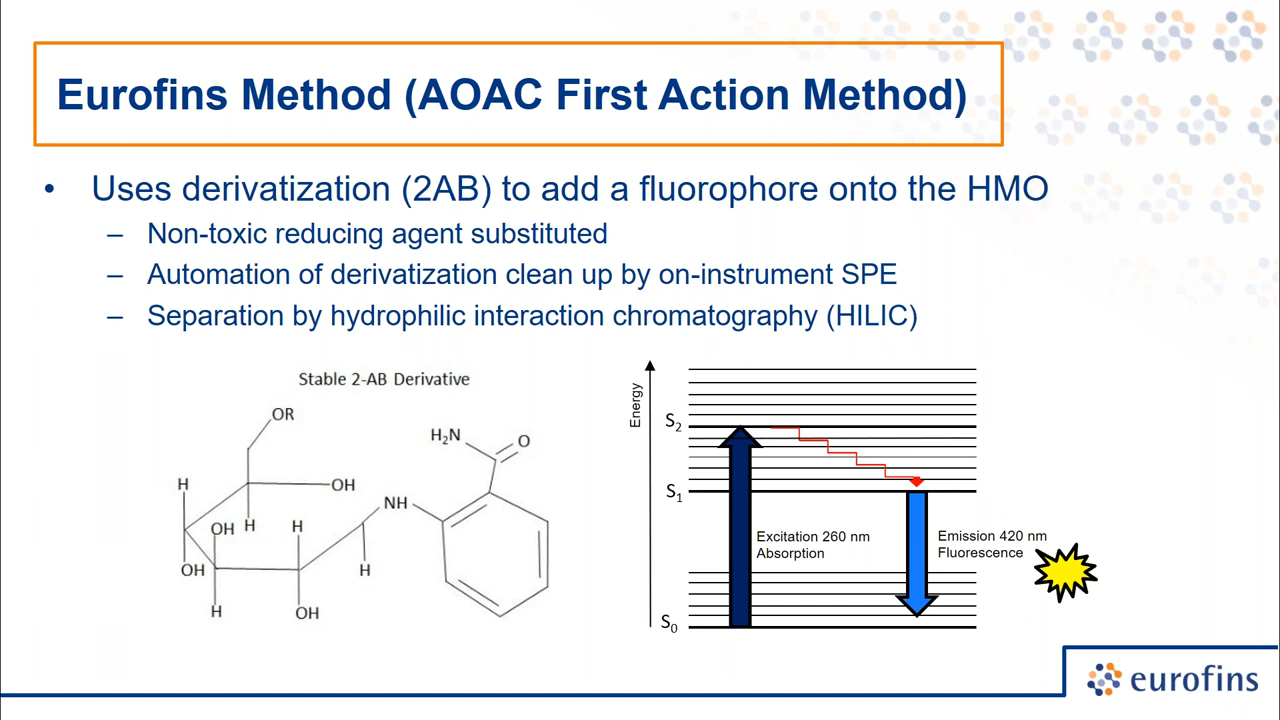 Eurofins Method (AOAC First Action Method)
• Uses derivatization (2AB) to add a fluorophore onto the HMO
– Non-toxic reducing agent substituted
– Automation of derivatization clean up by on-instrument SPE
– Separation by hydrophilic interaction chromatography (HILIC)
Stable 2-AB Derivative
OR
H₂N
O
H
OH
NH
OH
H
H
OH
H
H
OH
Energy
S₂
S₁
Excitation 260 nm
Absorption
Emission 420 nm
Fluorescence
S₀
eurofins